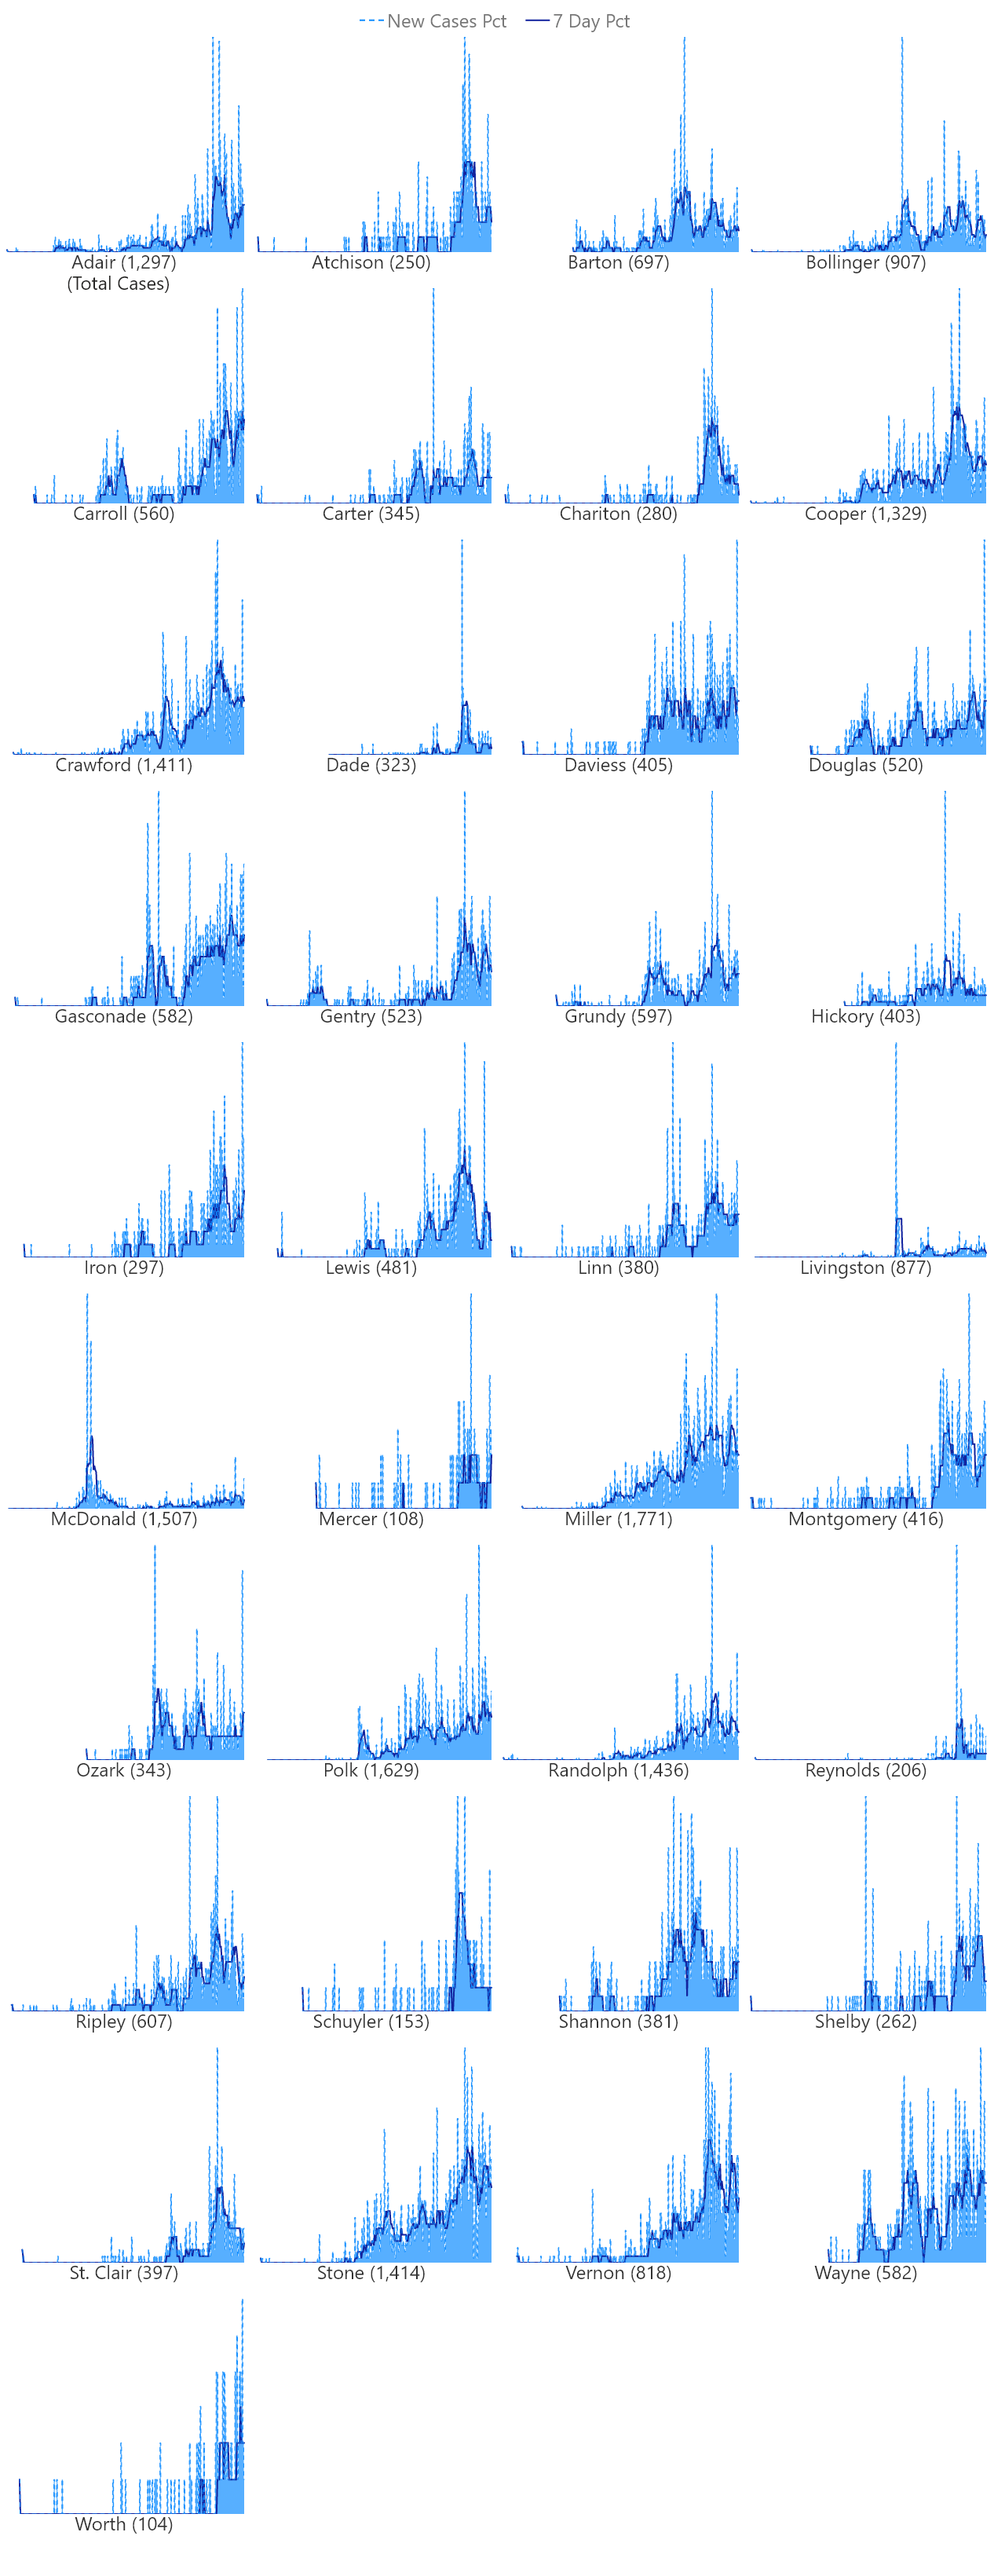 New Cases Pct 7 Day Pct
Adair (1,297) Atchison (250) Barton (697) Bollinger (907)
(Total Cases)
Carroll (560) Carter (345) Chariton (280) Cooper (1,329)
Crawford (1,411) Dade (323) Daviess (405) Douglas (520)
Gasconade (582) Gentry (523) Grundy (597) Hickory (403)
Iron (297) Lewis (481) Linn (380) Livingston (877)
McDonald (1,507) Mercer (108) Miller (1,771) Montgomery (416)
Ozark (343) Polk (1,629) Randolph (1,436) Reynolds (206)
Ripley (607) Schuyler (153) Shannon (381) Shelby (262)
St. Clair (397) Stone (1,414) Vernon (818) Wayne (582)
Worth (104)